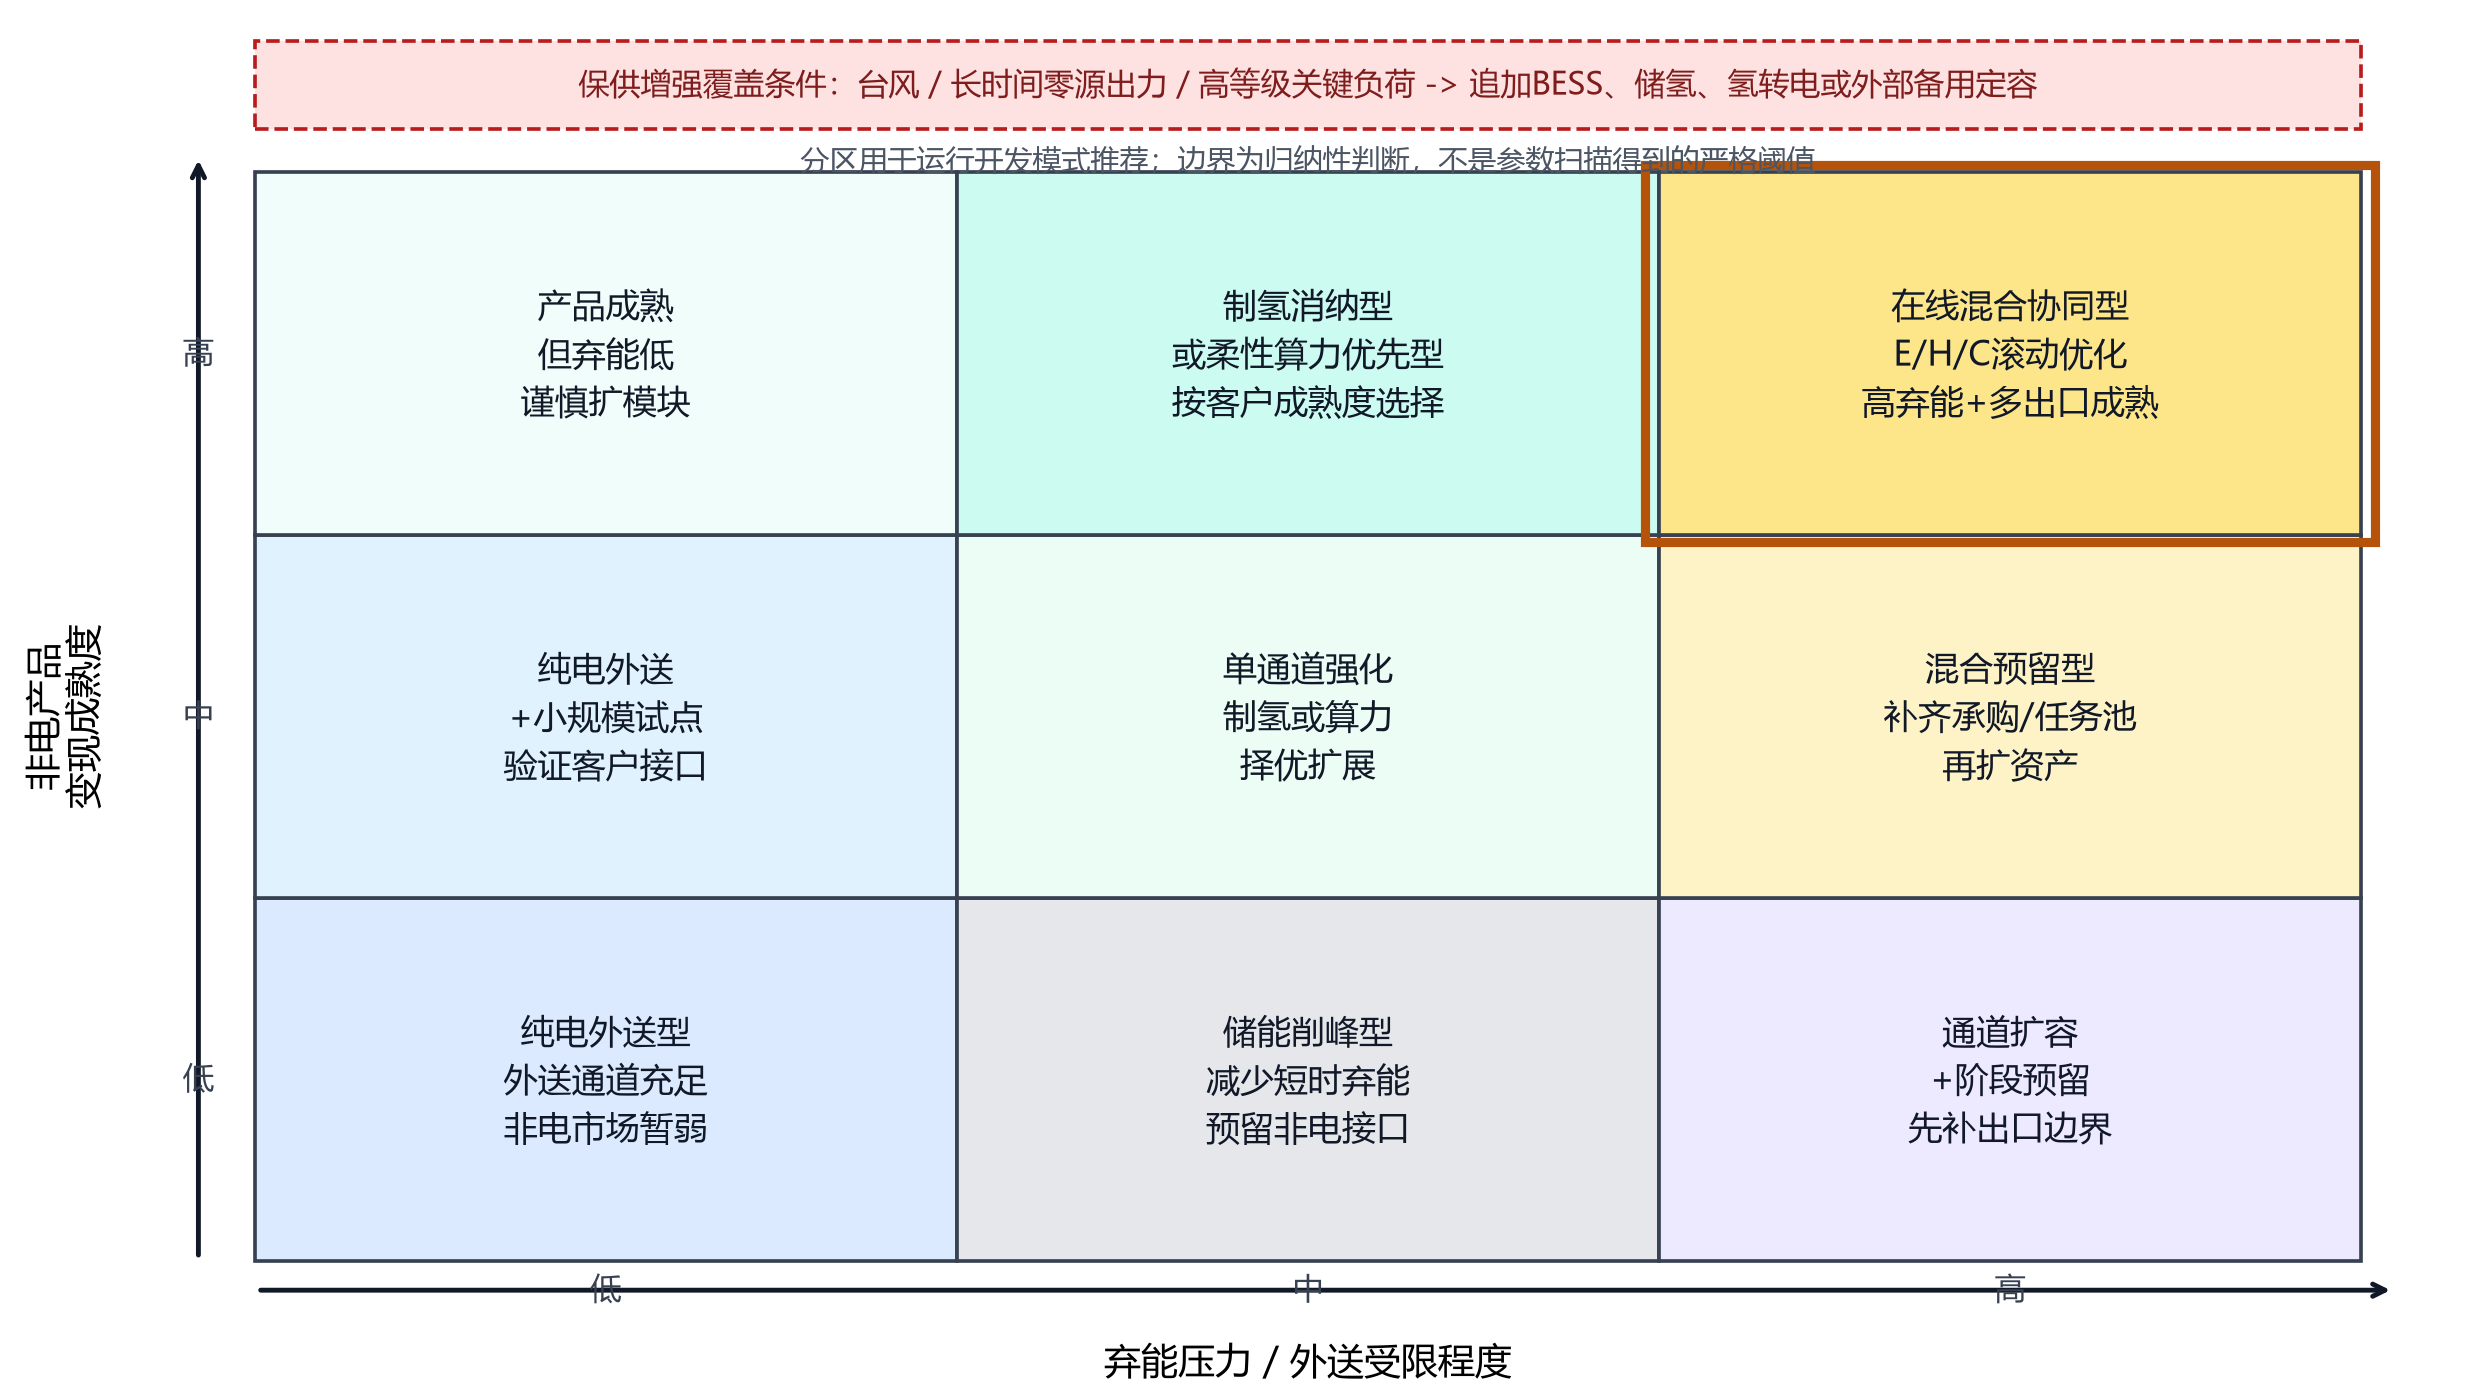 保供增强覆盖条件：台风 / 长时间零源出力 / 高等级关键负荷 -> 追加BESS、储氢、氢转电或外部备用定容
分区用于运行开发模式推荐；边界为归纳性判断，不是参数扫描得到的严格阈值
非电产品
变现成熟度
高
产品成熟
但弃能低
谨慎扩模块
制氢消纳型
或柔性算力优先型
按客户成熟度选择
在线混合协同型
E/H/C滚动优化
高弃能+多出口成熟
中
纯电外送
+小规模试点
验证客户接口
单通道强化
制氢或算力
择优扩展
混合预留型
补齐承购/任务池
再扩资产
低
纯电外送型
外送通道充足
非电市场暂弱
储能削峰型
减少短时弃能
预留非电接口
通道扩容
+阶段预留
先补出口边界
低
中
高
弃能压力 / 外送受限程度